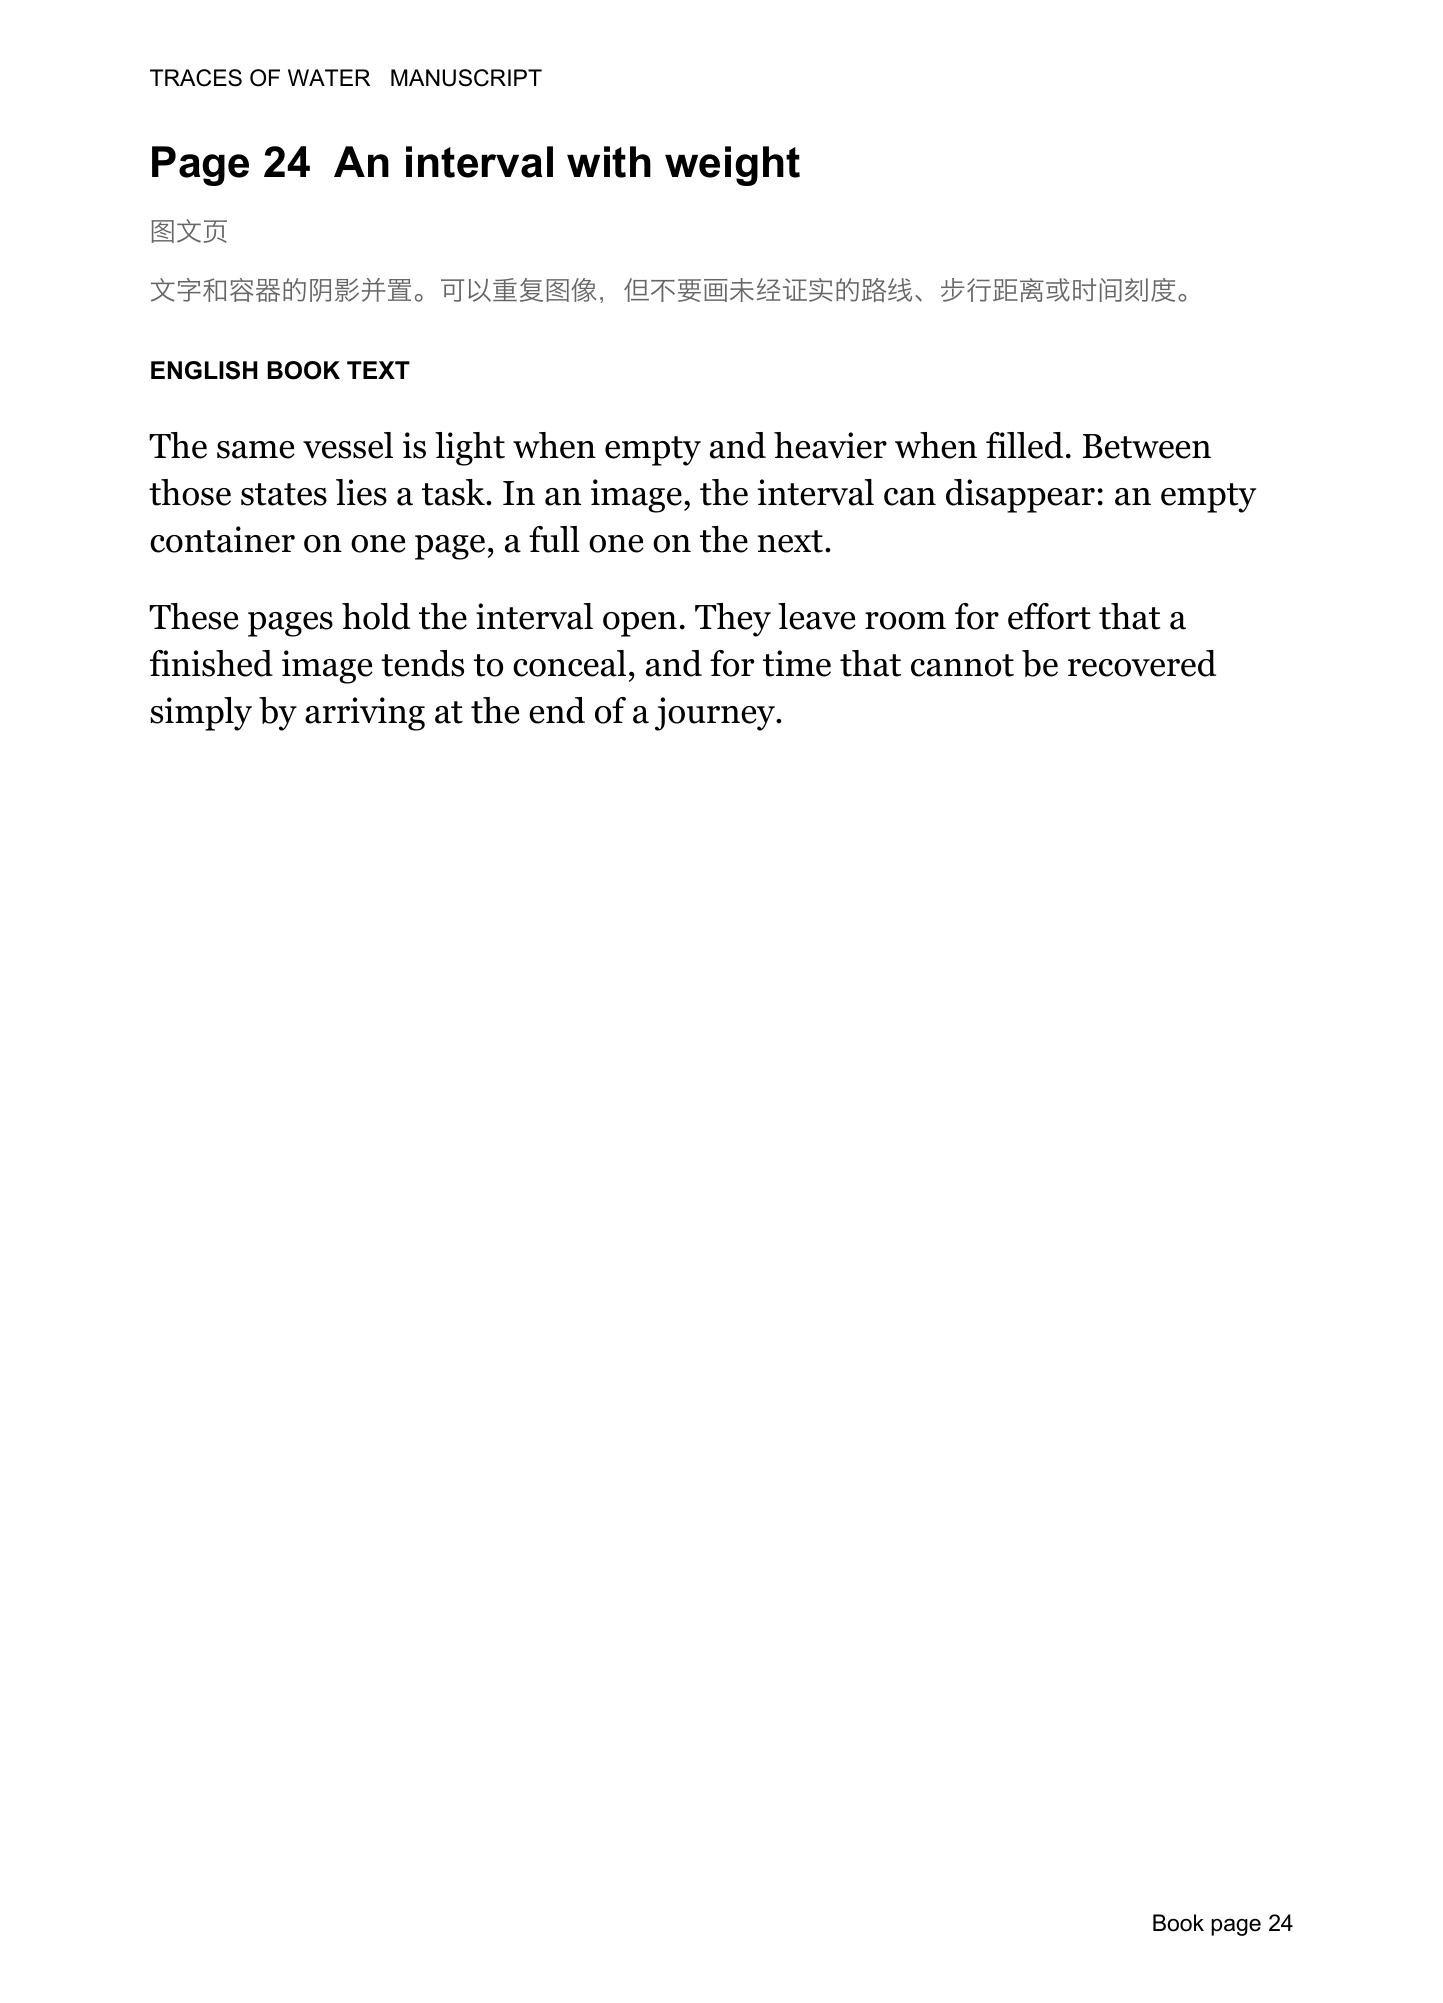 TRACES OF WATER MANUSCRIPT
Page 24 An interval with weight
图文页
文字和容器的阴影并置。可以重复图像，但不要画未经证实的路线、步行距离或时间刻度。
ENGLISH BOOK TEXT
The same vessel is light when empty and heavier when filled. Between
those states lies a task. In an image, the interval can disappear: an empty
container on one page, a full one on the next.
These pages hold the interval open. They leave room for effort that a
finished image tends to conceal, and for time that cannot be recovered
simply by arriving at the end of a journey.
Book page 24